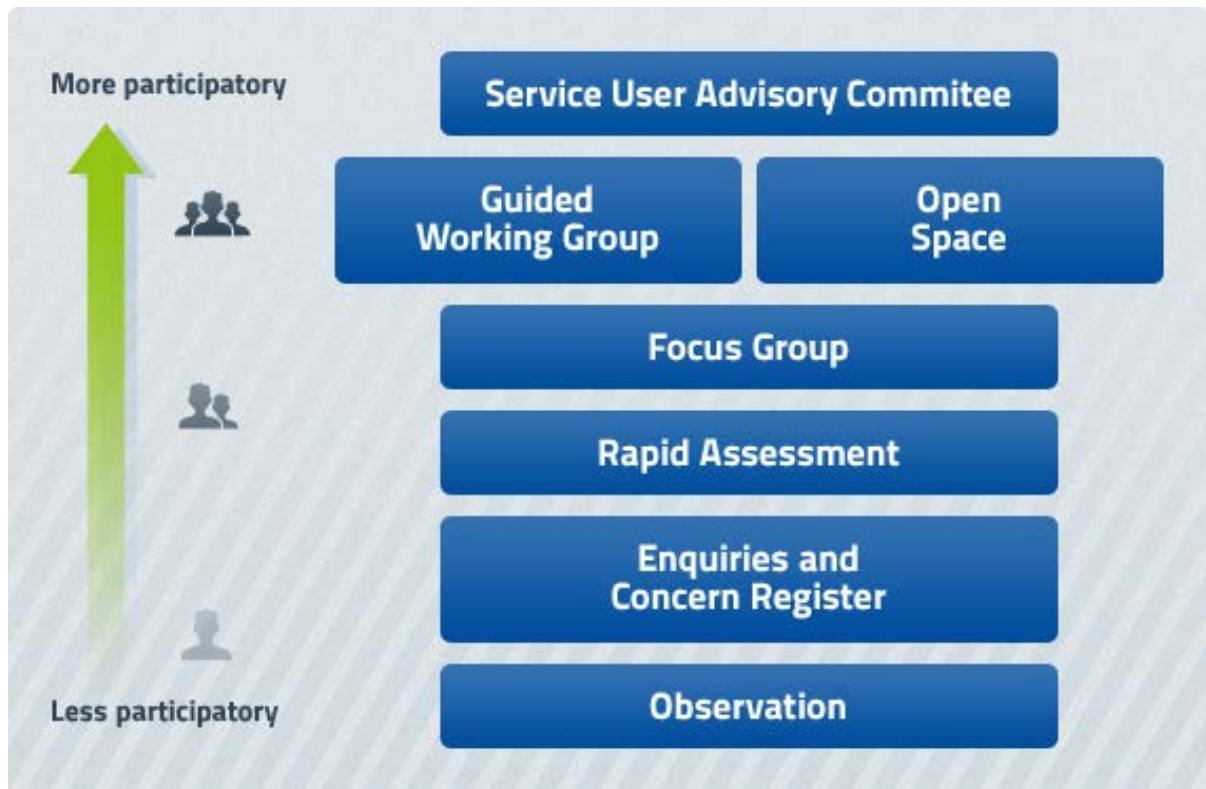 More participatory
Service User Advisory Commitee
Guided
Working Group
Open
Space
Focus Group
Rapid Assessment
Enquiries and
Concern Register
Less participatory
Observation